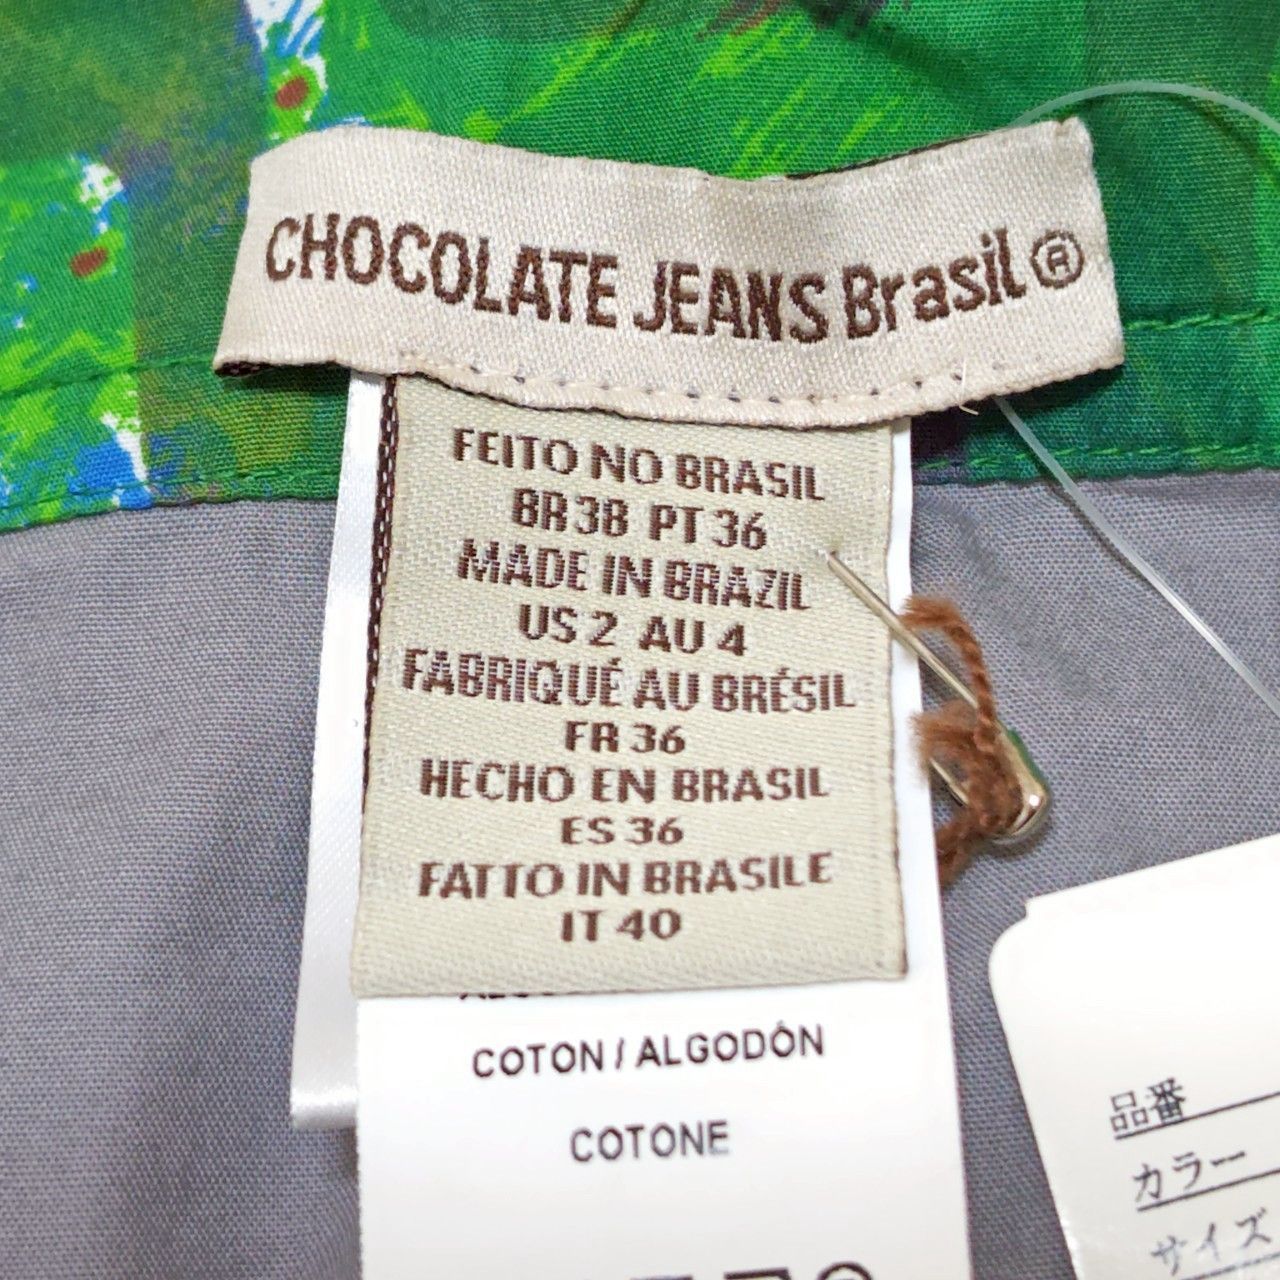 CHOCOLATE JEANS Brasil ®
FEITO NO BRASIL
BR 38 PT 36
MADE IN BRAZIL
US 2 AU 4
FABRIQUÉ AU BRÉSIL
FR 36
HECHO EN BRASIL
ES 36
FATTO IN BRASILE
IT 40
COTON / ALGODÓN
COTONE
品番
カラー
サイズ